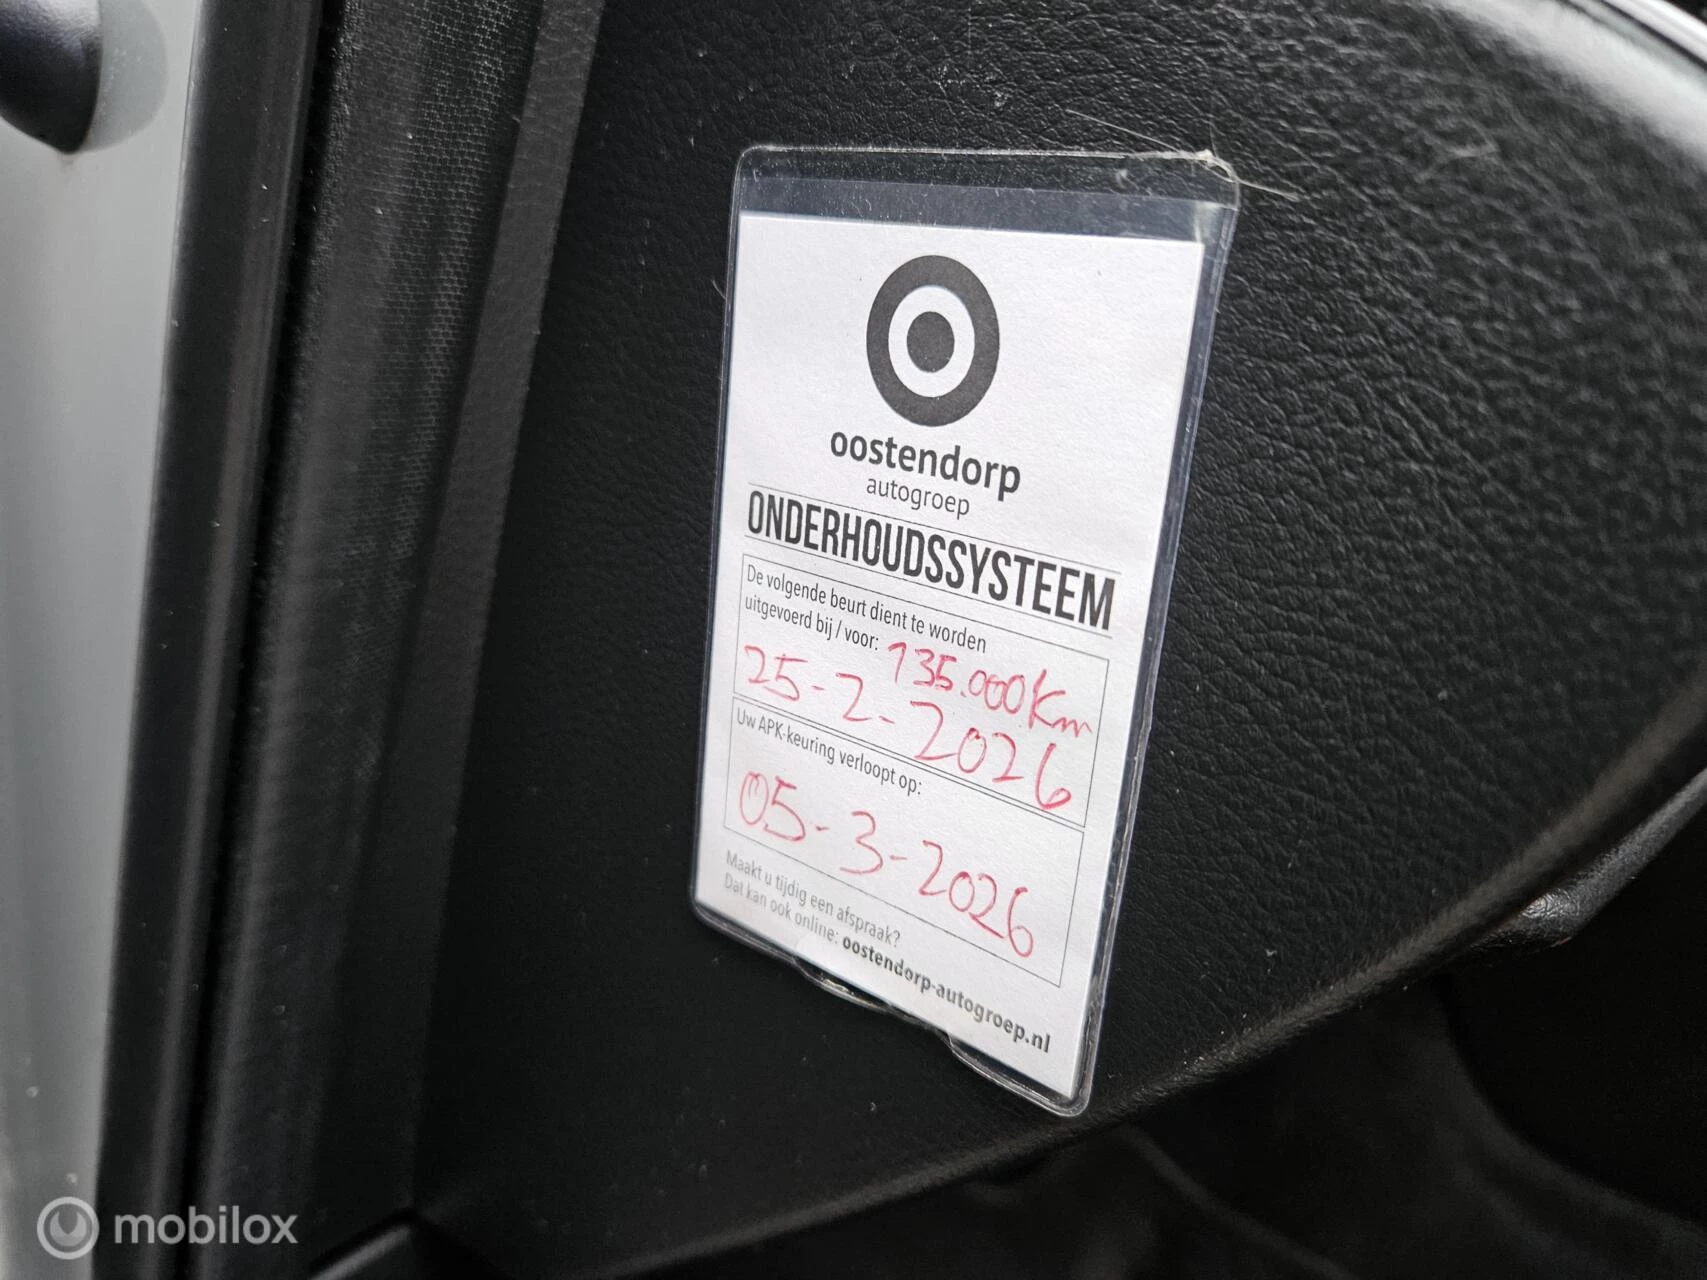 oostendorp
autogroep
ONDERHOUDSSYSTEEM
De volgende beurt dient te worden
uitgevoerd bij / voor: 135.000Km
25-2-2026
Uw APK-keuring verloopt op:
05-3-2026
Maakt u tijdig een afspraak?
Dat kan ook online: oostendorp-autogroep.nl
mobilox